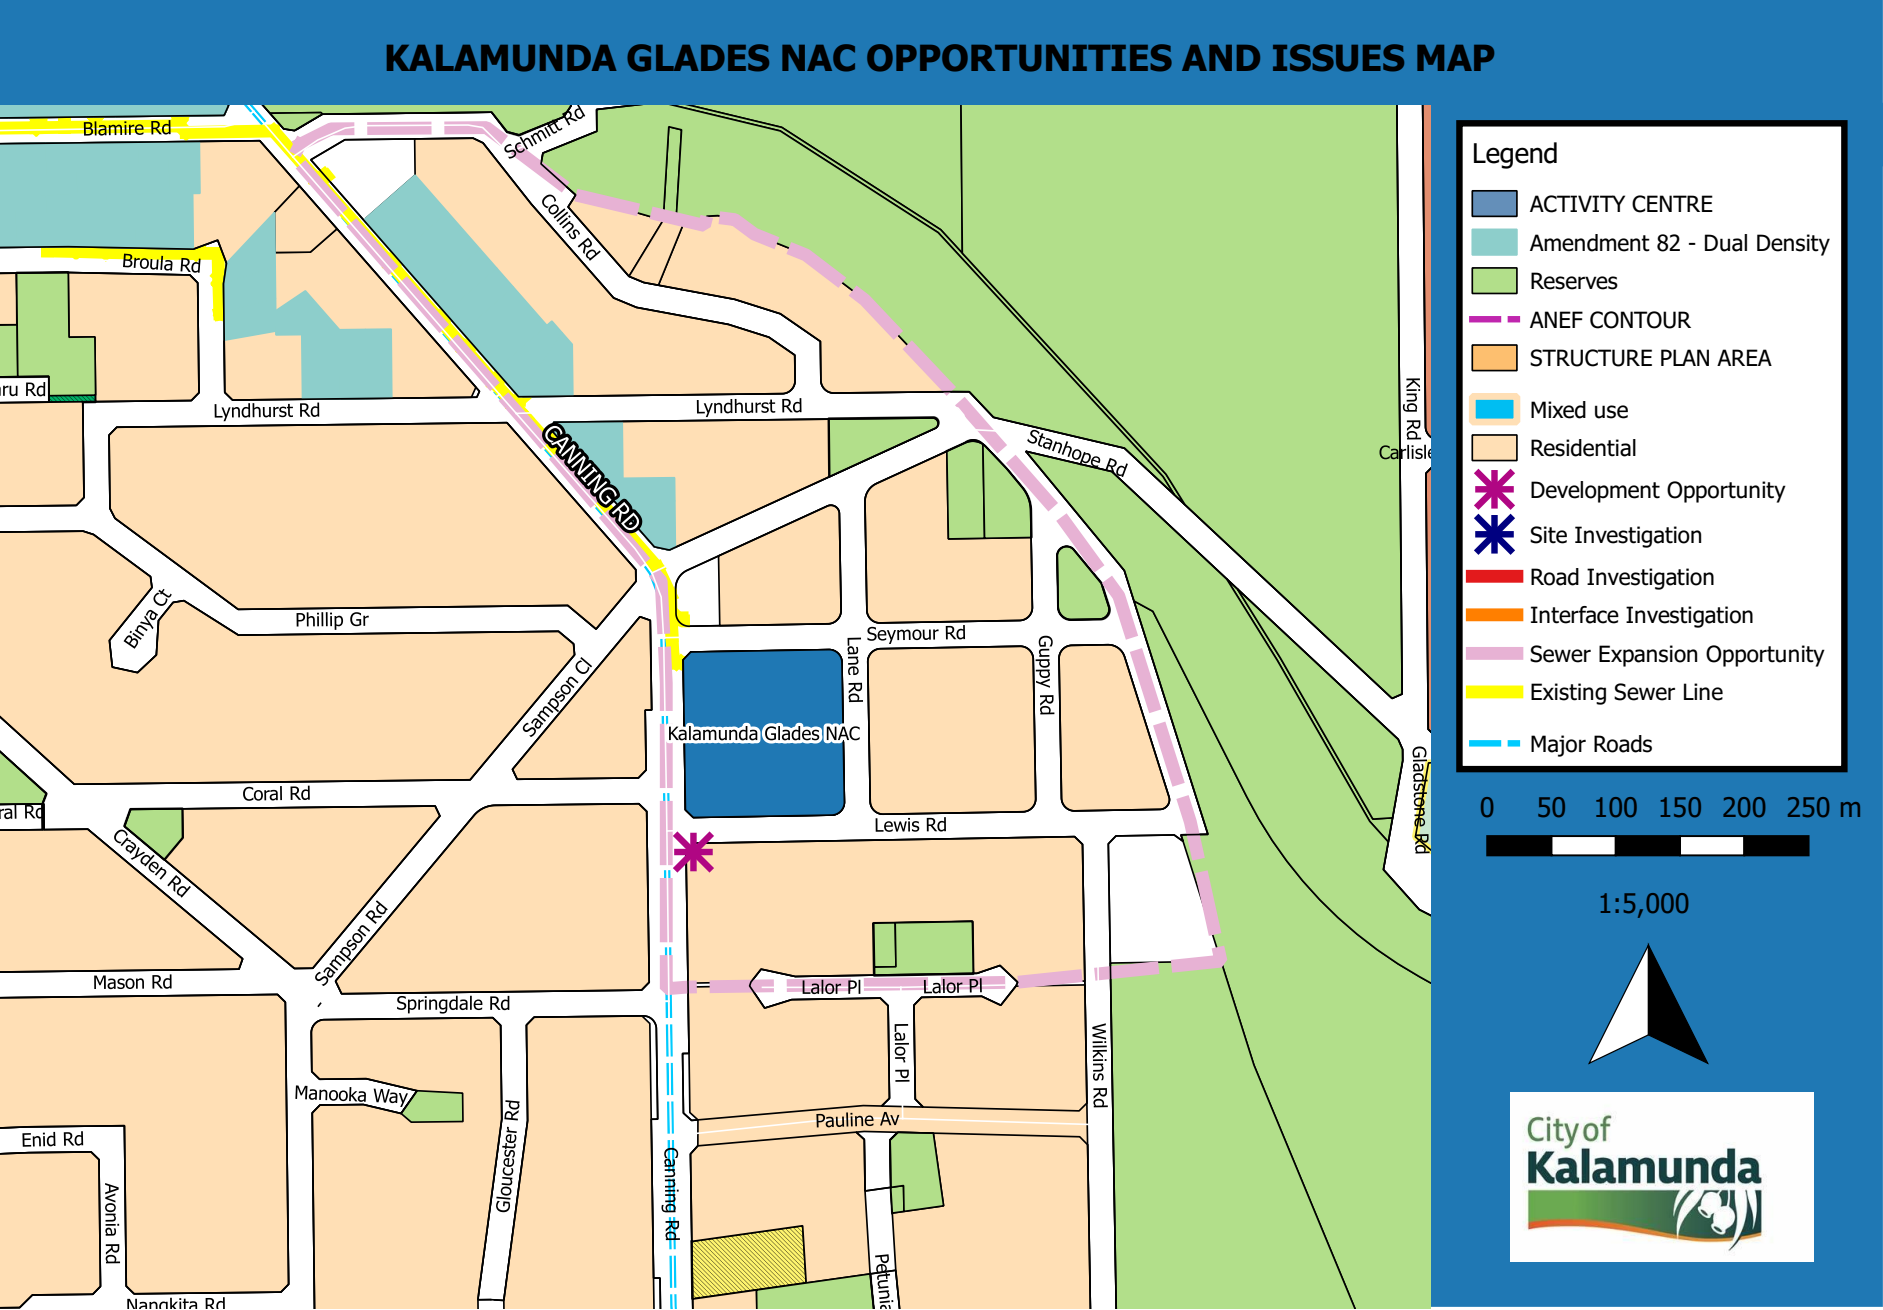 KALAMUNDA GLADES NAC OPPORTUNITIES AND ISSUES MAP
Blamire Rd
Schmitt Rd
Collins Rd
Broula Rd
Lyndhurst Rd
Lyndhurst Rd
CANNING RD
Stanhope Rd
King Rd
Carlisle
Binya Ct
Phillip Gr
Seymour Rd
Lane Rd
Guppy Rd
Sampson Cl
Kalamunda Glades NAC
Gladstone Rd
Coral Rd
Lewis Rd
Crayden Rd
Sampson Rd
Mason Rd
Springdale Rd
Lalor Pl
Lalor Pl
Lalor Pl
Wilkins Rd
Manooka Way
Pauline Av
Enid Rd
Gloucester Rd
Canning Rd
Avonia Rd
Petunia
Nangkita Rd
Legend
ACTIVITY CENTRE
Amendment 82 - Dual Density
Reserves
ANEF CONTOUR
STRUCTURE PLAN AREA
Mixed use
Residential
Development Opportunity
Site Investigation
Road Investigation
Interface Investigation
Sewer Expansion Opportunity
Existing Sewer Line
Major Roads
0 50 100 150 200 250 m
1:5,000
City of
Kalamunda